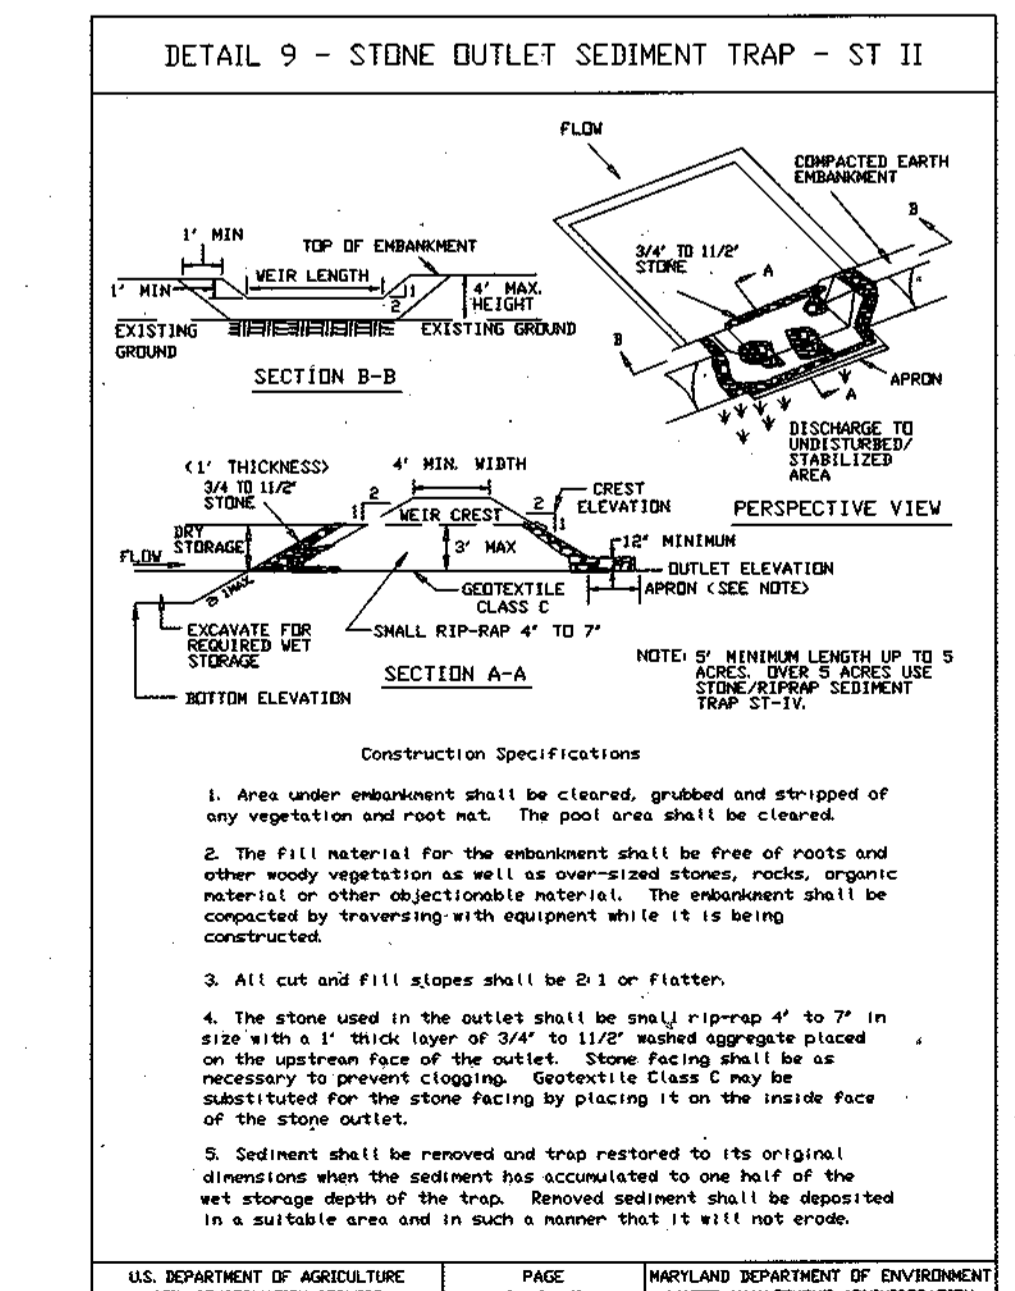 DETAIL 9 - STONE OUTLET SEDIMENT TRAP - ST II
FLOW
COMPACTED EARTH
EMBANKMENT
B
3/4" TO 11/2"
STONE
A
B
A
APRON
DISCHARGE TO
UNDISTURBED/
STABILIZED
AREA
PERSPECTIVE VIEW
1' MIN
TOP OF EMBANKMENT
WEIR LENGTH
1' MIN
1
2
4' MAX.
HEIGHT
EXISTING
GROUND
EXISTING GROUND
SECTION B-B
(1' THICKNESS)
3/4 TO 11/2"
STONE
4' MIN. WIDTH
2
1
2
1
CREST
ELEVATION
WEIR CREST
DRY
STORAGE
3' MAX
12" MINIMUM
FLOW
OUTLET ELEVATION
2: 1MAX
GEOTEXTILE
CLASS C
APRON (SEE NOTE)
EXCAVATE FOR
REQUIRED WET
STORAGE
SMALL RIP-RAP 4" TO 7"
SECTION A-A
BOTTOM ELEVATION
NOTE: 5' MINIMUM LENGTH UP TO 5
ACRES. OVER 5 ACRES USE
STONE/RIPRAP SEDIMENT
TRAP ST-IV.
Construction Specifications
1. Area under embankment shall be cleared, grubbed and stripped of
any vegetation and root mat. The pool area shall be cleared.
2. The fill material for the embankment shall be free of roots and
other woody vegetation as well as over-sized stones, rocks, organic
material or other objectionable material. The embankment shall be
compacted by traversing with equipment while it is being
constructed.
3. All cut and fill slopes shall be 2:1 or flatter.
4. The stone used in the outlet shall be small rip-rap 4" to 7" in
size with a 1' thick layer of 3/4" to 11/2" washed aggregate placed
on the upstream face of the outlet. Stone facing shall be as
necessary to prevent clogging. Geotextile Class C may be
substituted for the stone facing by placing it on the inside face
of the stone outlet.
5. Sediment shall be removed and trap restored to its original
dimensions when the sediment has accumulated to one half of the
wet storage depth of the trap. Removed sediment shall be deposited
in a suitable area and in such a manner that it will not erode.
U.S. DEPARTMENT OF AGRICULTURE
PAGE
MARYLAND DEPARTMENT OF ENVIRONMENT